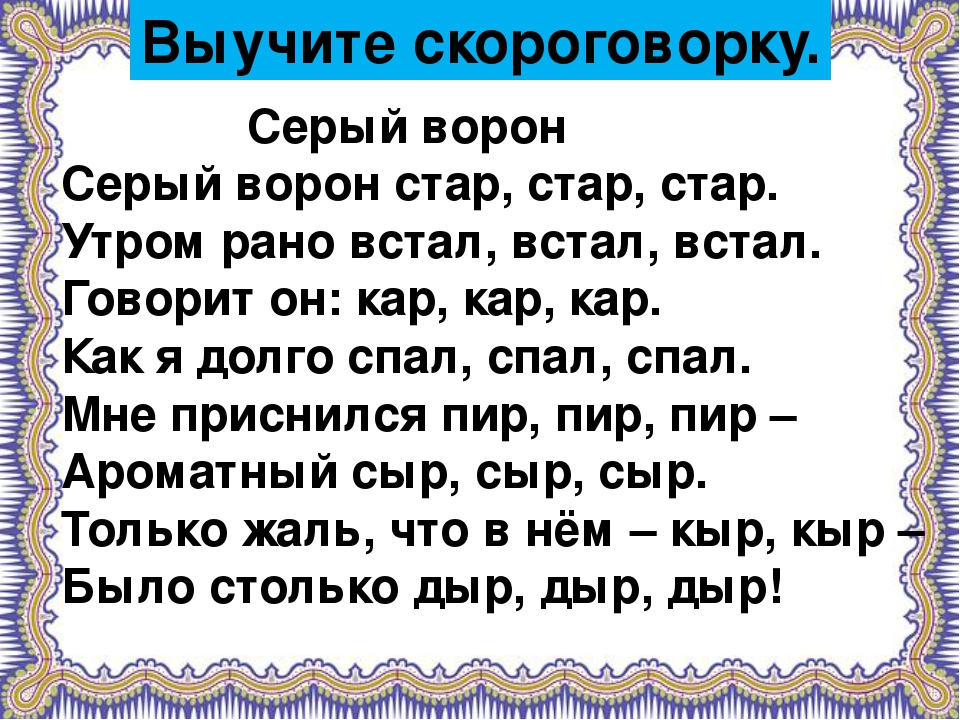 Выучите скороговорку.
Серый ворон
Серый ворон стар, стар, стар.
Утром рано встал, встал, встал.
Говорит он: кар, кар, кар.
Как я долго спал, спал, спал.
Мне приснился пир, пир, пир –
Ароматный сыр, сыр, сыр.
Только жаль, что в нём – кыр, кыр –
Было столько дыр, дыр, дыр!